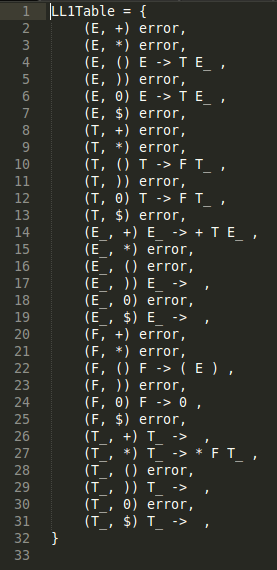 1 LL1Table = {
2 (E, +) error,
3 (E, *) error,
4 (E, () E -> T E_ ,
5 (E, )) error,
6 (E, 0) E -> T E_ ,
7 (E, $) error,
8 (T, +) error,
9 (T, *) error,
10 (T, () T -> F T_ ,
11 (T, )) error,
12 (T, 0) T -> F T_ ,
13 (T, $) error,
14 (E_, +) E_ -> + T E_ ,
15 (E_, *) error,
16 (E_, () error,
17 (E_, )) E_ ->  ,
18 (E_, 0) error,
19 (E_, $) E_ ->  ,
20 (F, +) error,
21 (F, *) error,
22 (F, () F -> ( E ) ,
23 (F, )) error,
24 (F, 0) F -> 0 ,
25 (F, $) error,
26 (T_, +) T_ ->  ,
27 (T_, *) T_ -> * F T_ ,
28 (T_, () error,
29 (T_, )) T_ ->  ,
30 (T_, 0) error,
31 (T_, $) T_ ->  ,
32 }
33